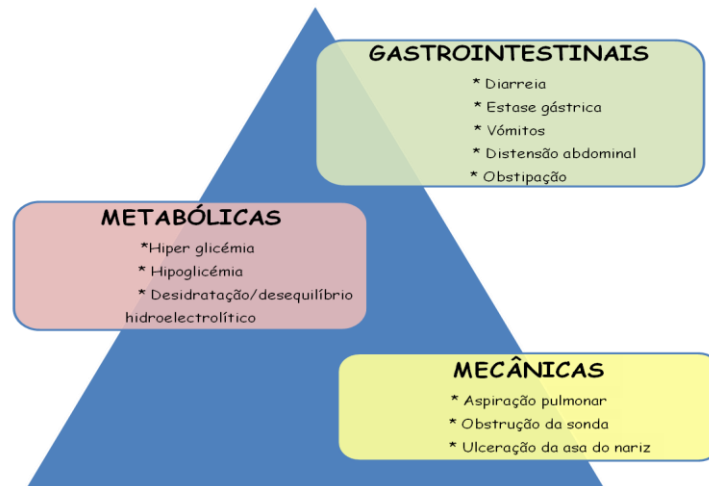 GASTROINTESTINAIS
* Diarreia
* Estase gástrica
* Vómitos
* Distensão abdominal
* Obstipação
METABÓLICAS
*Hiper glicémia
* Hipoglicémia
* Desidratação/desequilíbrio
hidroelectrolítico
MECÂNICAS
* Aspiração pulmonar
* Obstrução da sonda
* Ulceração da asa do nariz